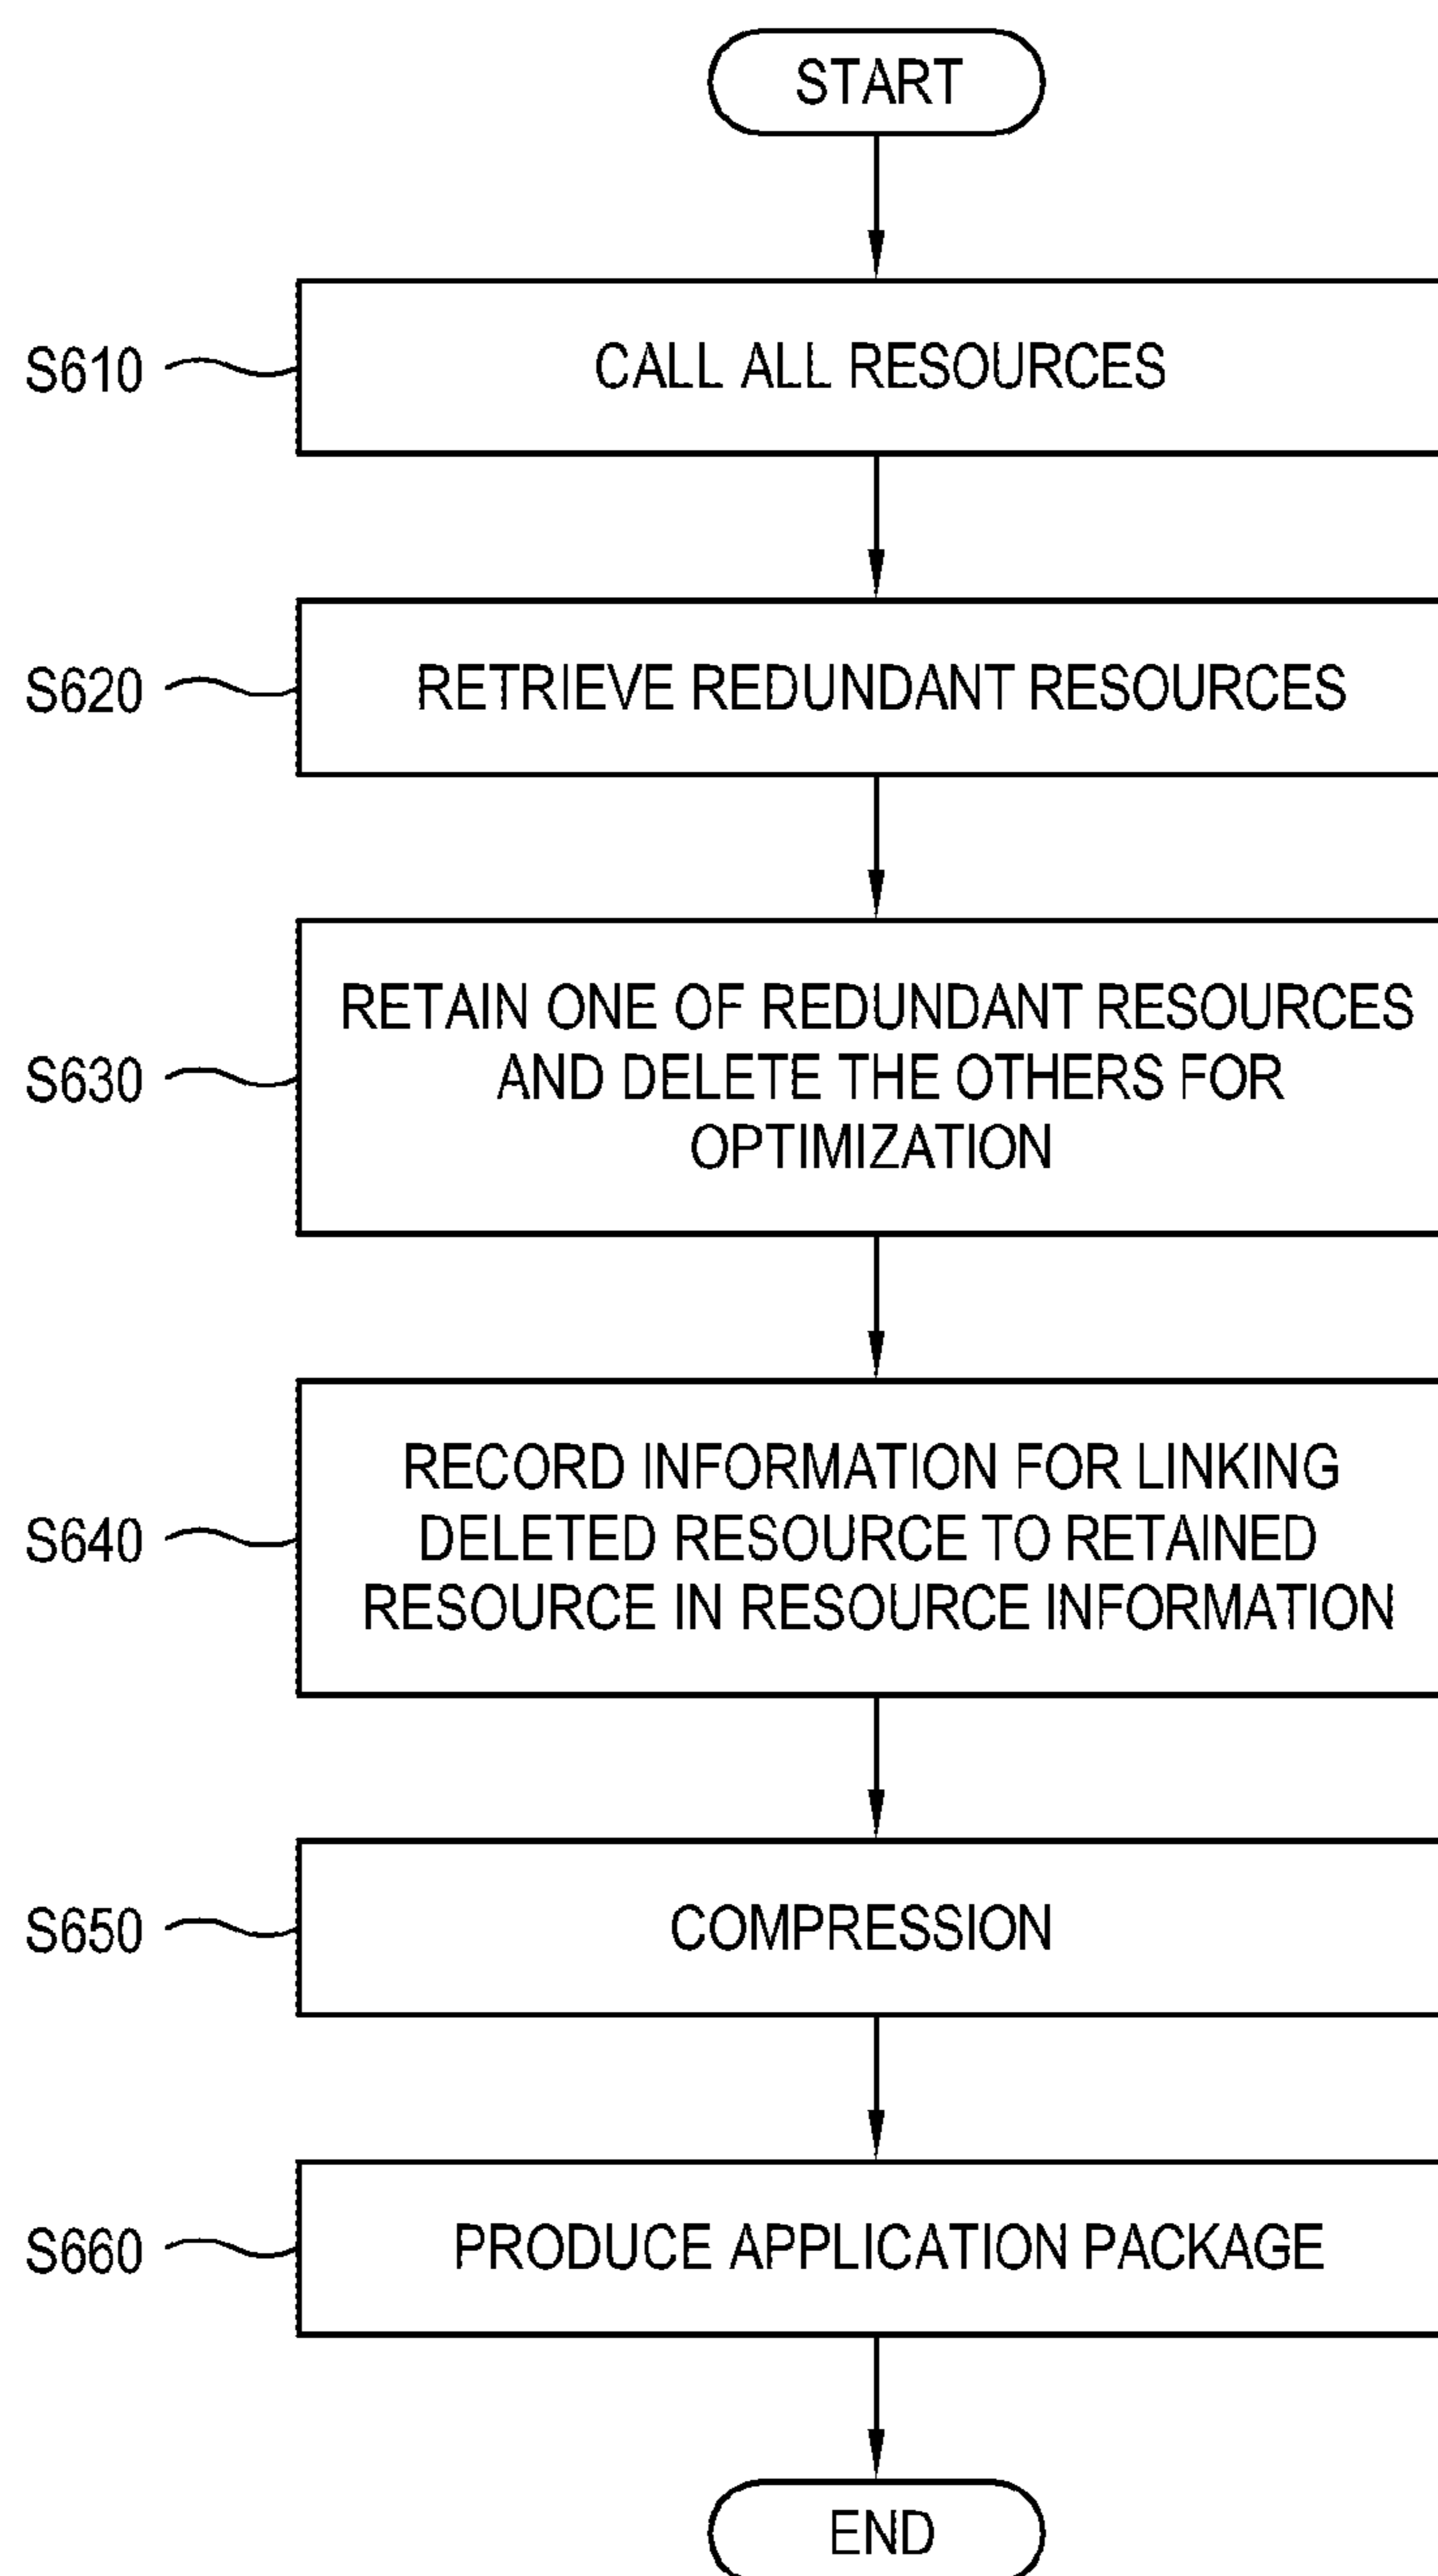 START
S610
CALL ALL RESOURCES
S620
RETRIEVE REDUNDANT RESOURCES
S630
RETAIN ONE OF REDUNDANT RESOURCES
AND DELETE THE OTHERS FOR
OPTIMIZATION
S640
RECORD INFORMATION FOR LINKING
DELETED RESOURCE TO RETAINED
RESOURCE IN RESOURCE INFORMATION
S650
COMPRESSION
S660
PRODUCE APPLICATION PACKAGE
END